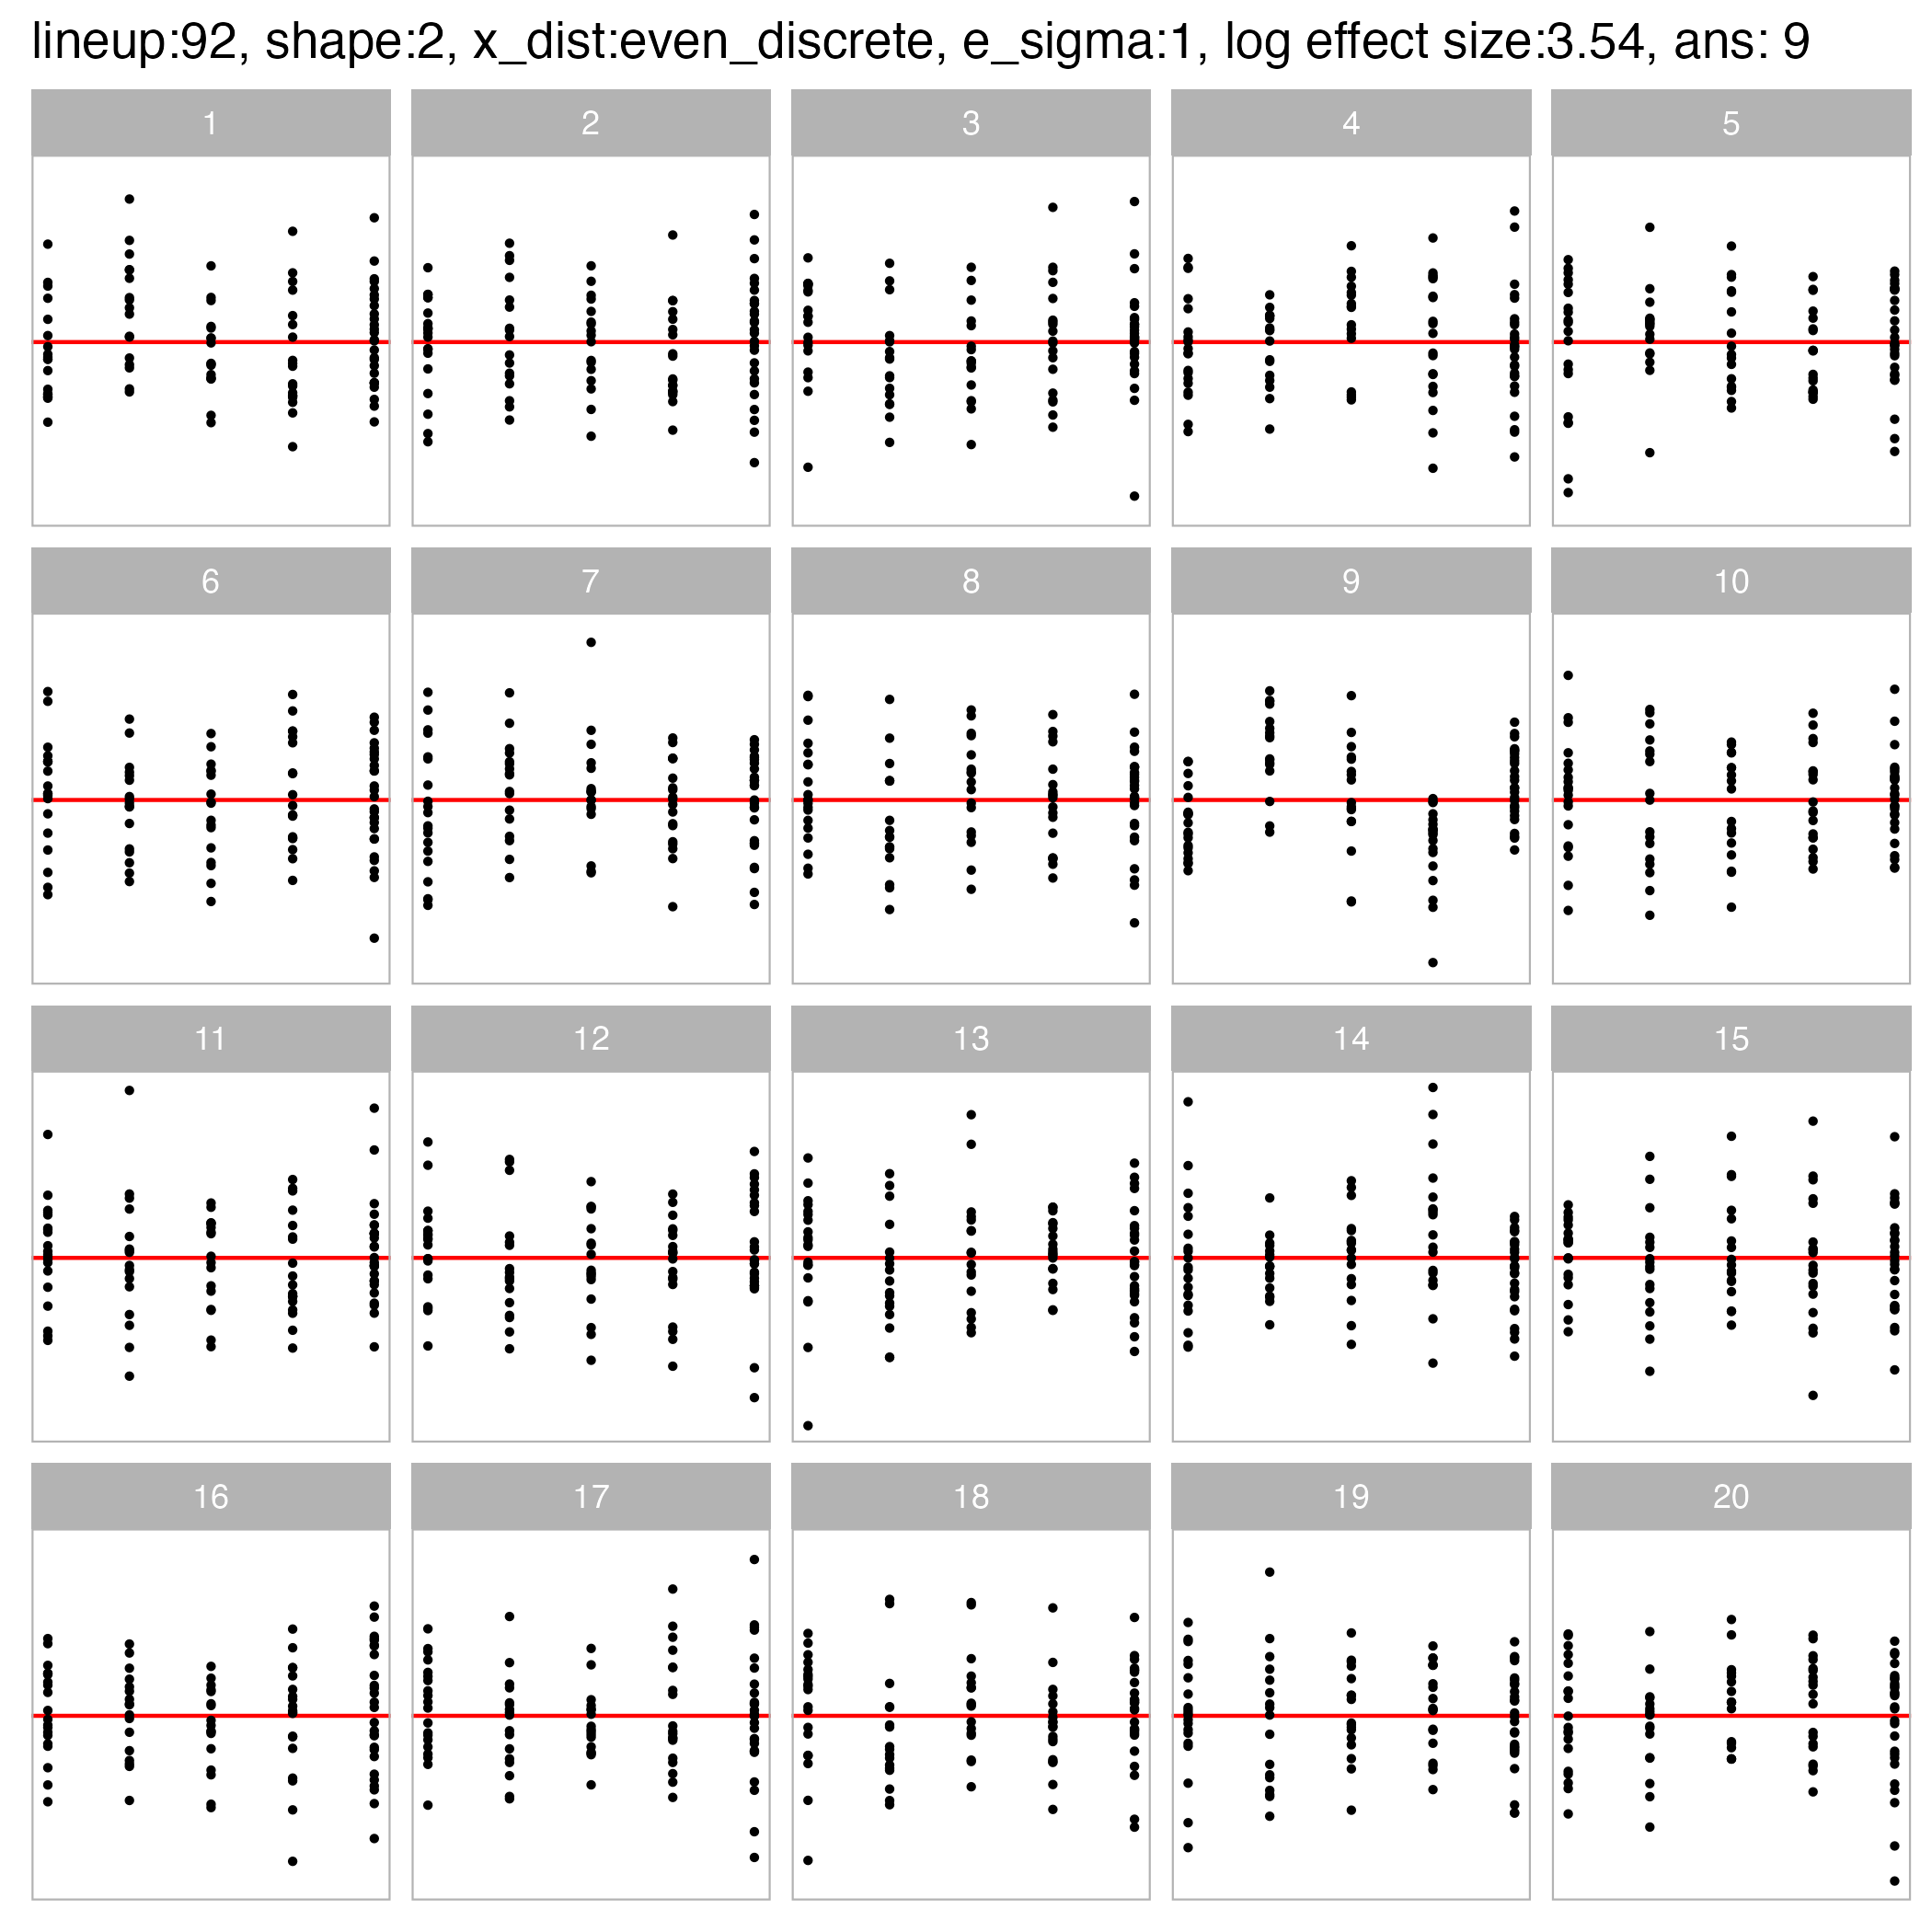 lineup:92, shape:2, x_dist:even_discrete, e_sigma:1, log effect size:3.54, ans: 9
1 2 3 4 5
6 7 8 9 10
11 12 13 14 15
16 17 18 19 20